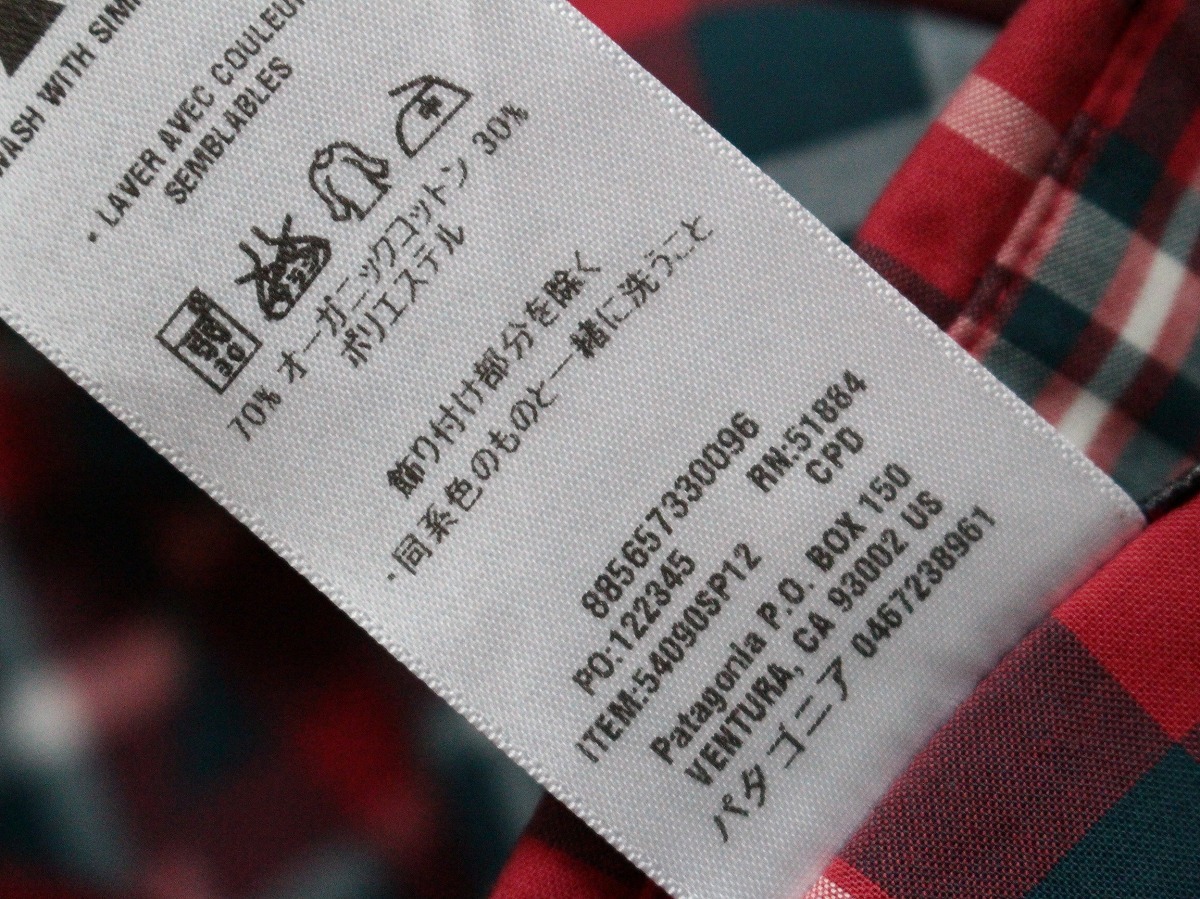 WASH WITH SIM
· LAVER AVEC COULEUR
SEMBLABLES
70% オーガニックコットン 30%
ポリエステル
飾り付け部分を除く
·同系色のものと一緒に洗うこと
885657330096
PO:122345 RN:51884
ITEM:54090SP12 CPD
Patagonia P.O. BOX 150
VENTURA, CA 93002 US
パタゴニア 0467238961